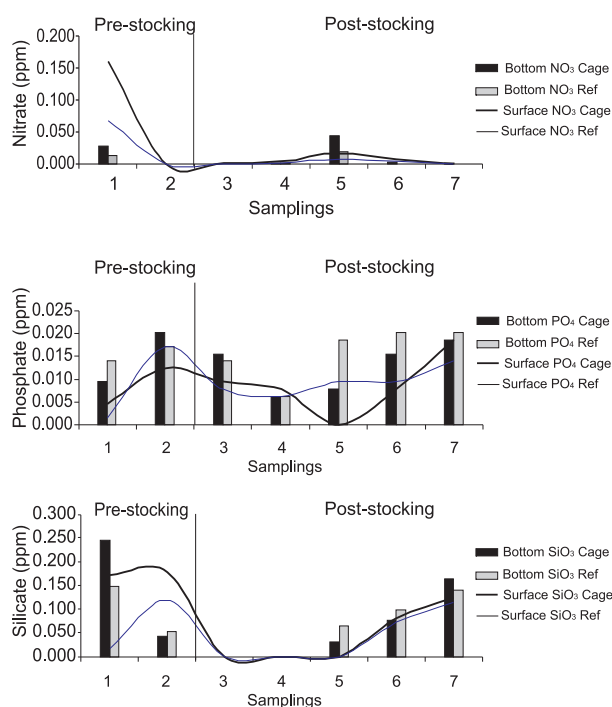 Pre-stocking Post-stocking
Nitrate (ppm)
0.200
0.150
0.100
0.050
0.000
1 2 3 4 5 6 7
Samplings
Bottom NO₃ Cage
Bottom NO₃ Ref
Surface NO₃ Cage
Surface NO₃ Ref
Pre-stocking Post-stocking
Phosphate (ppm)
0.025
0.020
0.015
0.010
0.005
0.000
1 2 3 4 5 6 7
Samplings
Bottom PO₄ Cage
Bottom PO₄ Ref
Surface PO₄ Cage
Surface PO₄ Ref
Pre-stocking Post-stocking
Silicate (ppm)
0.300
0.250
0.200
0.150
0.100
0.050
0.000
1 2 3 4 5 6 7
Samplings
Bottom SiO₃ Cage
Bottom SiO₃ Ref
Surface SiO₃ Cage
Surface SiO₃ Ref